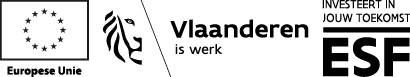 Europese Unie
Vlaanderen
is werk
INVESTEERT IN
JOUW TOEKOMST
ESF